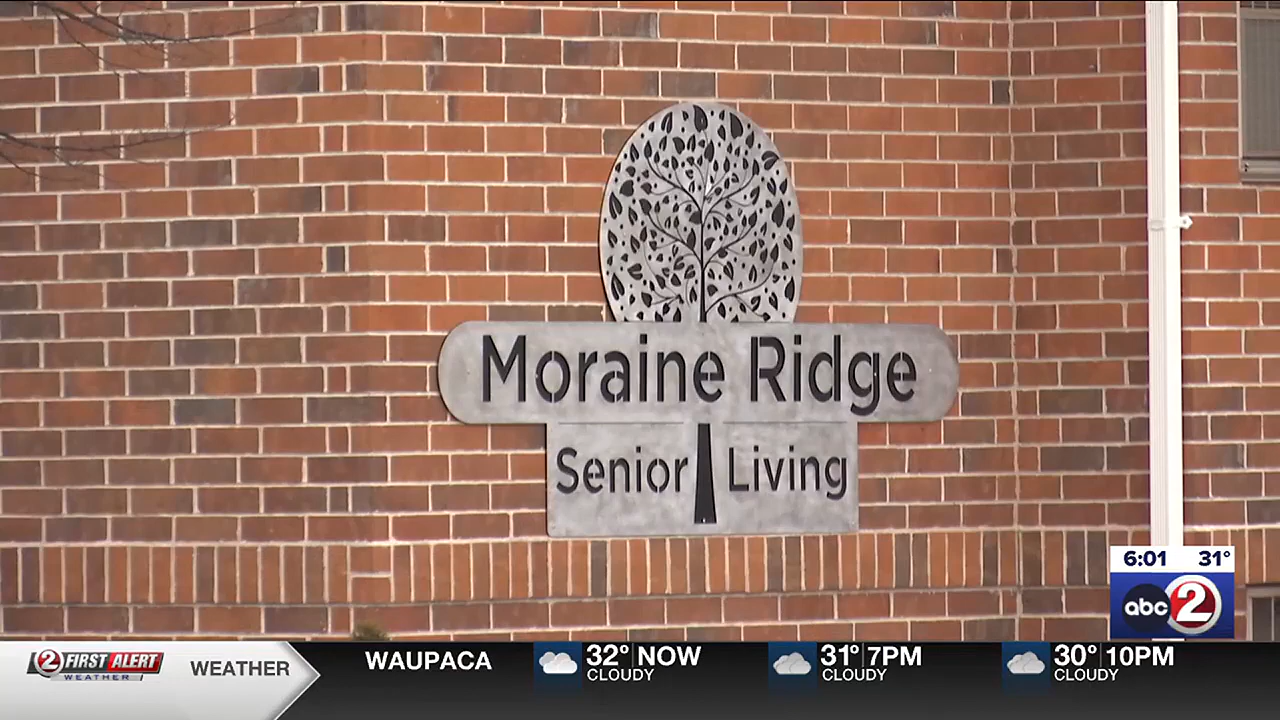 Moraine Ridge
Senior Living
6:01 31°
abc 2
2 FIRST ALERT
WEATHER
WEATHER
WAUPACA
32° NOW
CLOUDY
31° 7PM
CLOUDY
30° 10PM
CLOUDY